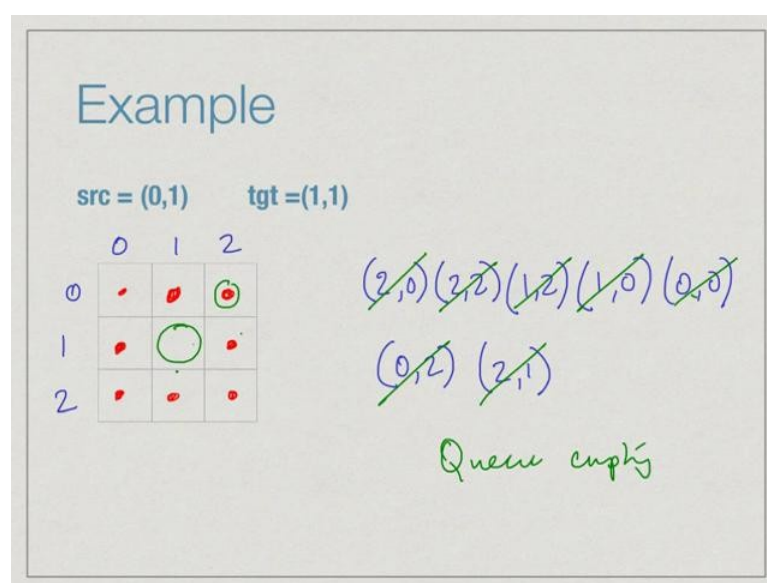 Example
src = (0,1) tgt =(1,1)
0 1 2
0
1
2
(2,0) (2,2) (1,2) (1,0) (0,0)
(0,2) (2,1)
Queue empty